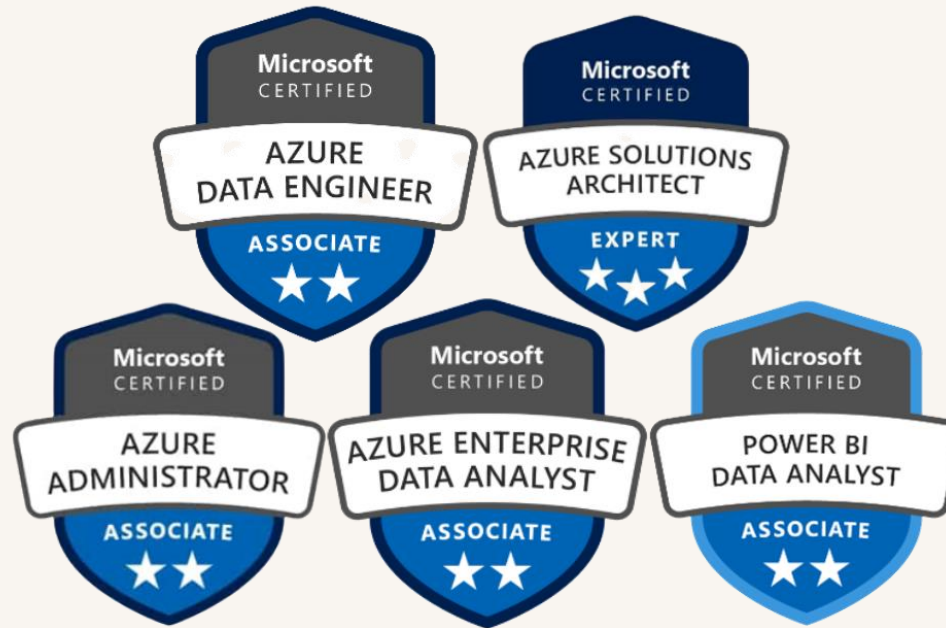 Microsoft
CERTIFIED
AZURE
DATA ENGINEER
ASSOCIATE
Microsoft
CERTIFIED
AZURE SOLUTIONS
ARCHITECT
EXPERT
Microsoft
CERTIFIED
AZURE
ADMINISTRATOR
ASSOCIATE
Microsoft
CERTIFIED
AZURE ENTERPRISE
DATA ANALYST
ASSOCIATE
Microsoft
CERTIFIED
POWER BI
DATA ANALYST
ASSOCIATE